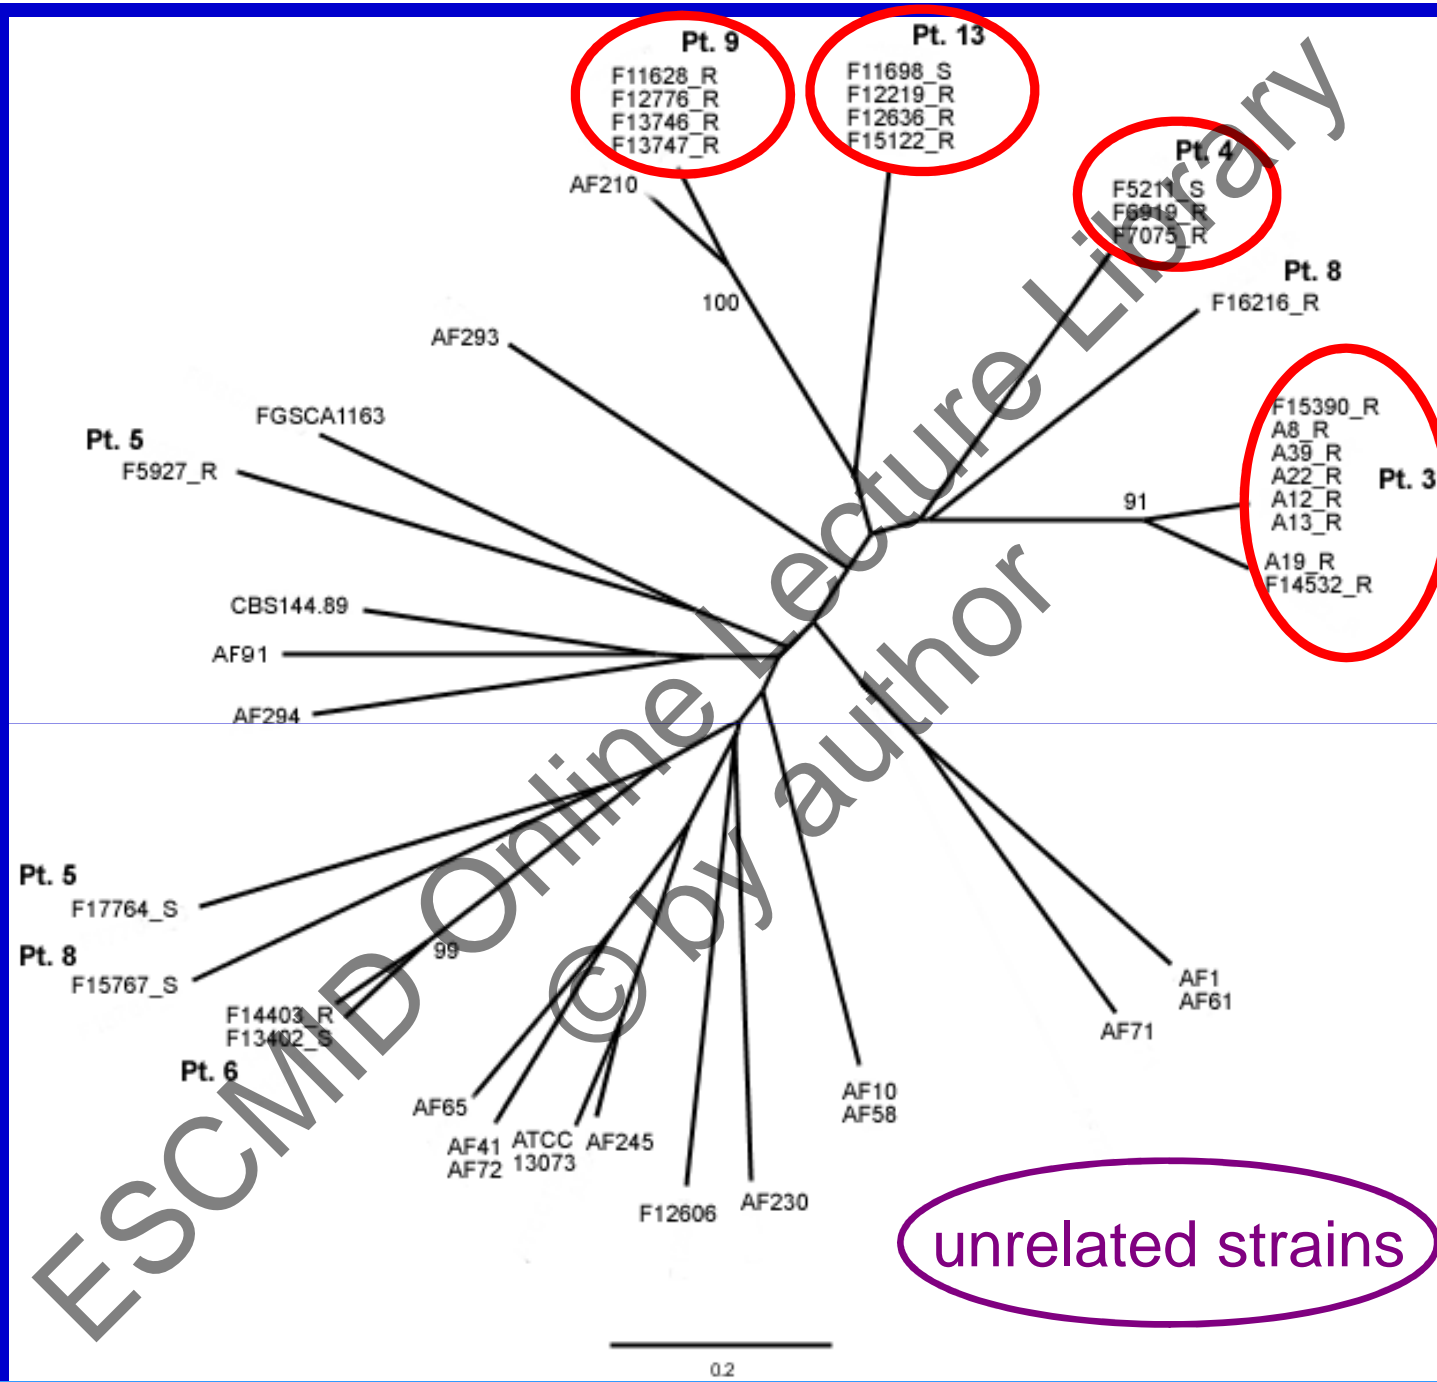 Pt. 9
F11628_R
F12776_R
F13746_R
F13747_R
Pt. 13
F11698_S
F12219_R
F12636_R
F15122_R
AF210
Pt. 4
F5211_S
F6919_R
F7075_R
100
Pt. 8
F16216_R
AF293
FGSCA1163
Pt. 5
F5927_R
F15390_R
A8_R
A39_R
A22_R
A12_R
A13_R
Pt. 3
91
A19_R
F14532_R
CBS144.89
AF91
AF294
Pt. 5
F17764_S
Pt. 8
F15767_S
99
F14403_R
F13402_S
Pt. 6
AF65
AF41
AF72
ATCC
13073
AF245
F12606
AF230
AF10
AF58
AF71
AF1
AF61
unrelated strains
0.2
ESCMID Online Lecture Library
© by author